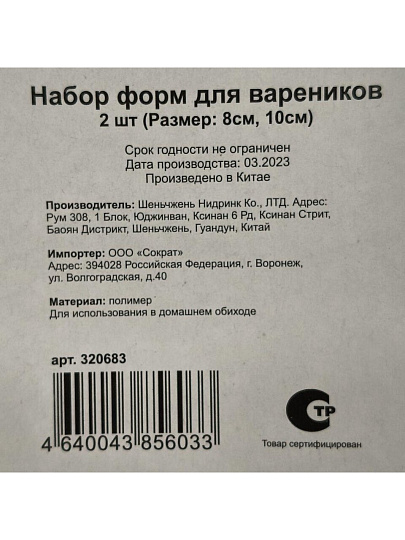 Набор форм для вареников
2 шт (Размер: 8см, 10см)
Срок годности не ограничен
Дата производства: 03.2023
Произведено в Китае
Производитель: Шеньчжень Нидринк Ко., ЛТД. Адрес:
Рум 308, 1 Блок, Юджинван, Ксинан 6 Рд, Ксинан Стрит,
Баоян Дистрикт, Шеньчжень, Гуандун, Китай
Импортер: ООО «Сократ»
Адрес: 394028 Российская Федерация, г. Воронеж,
ул. Волгоградская, д.40
Материал: полимер
Для использования в домашнем обиходе
арт. 320683
4 640043 856033
СТР
Товар сертифицирован